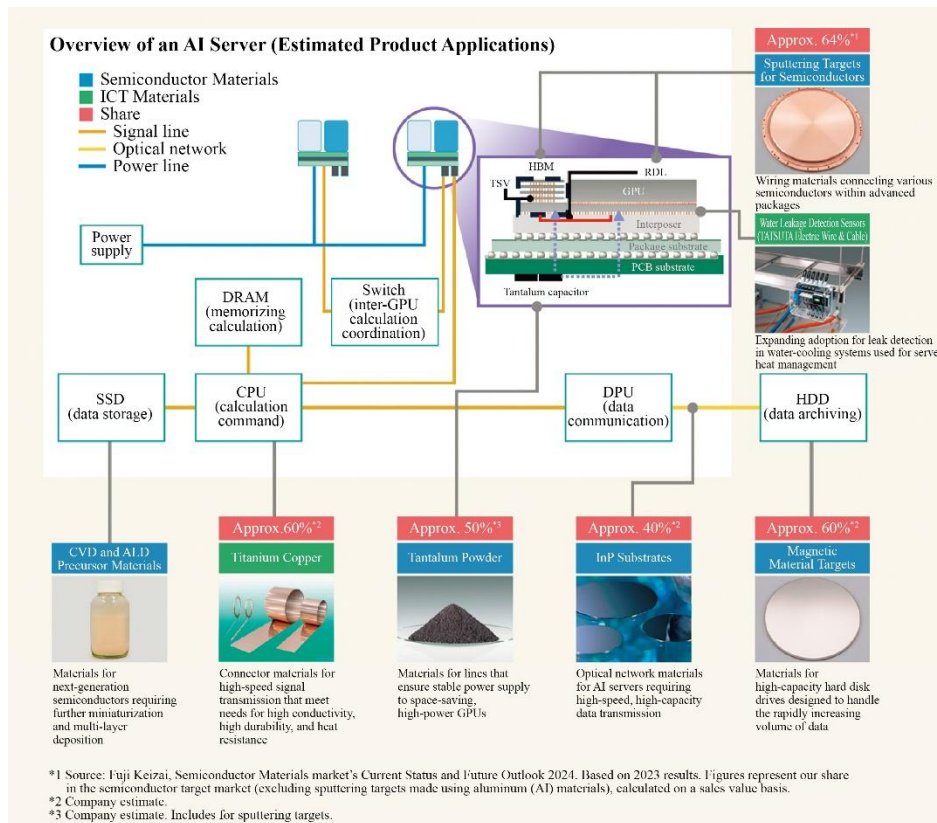 Overview of an AI Server (Estimated Product Applications)
Semiconductor Materials
ICT Materials
Share
Signal line
Optical network
Power line
Power
supply
DRAM
(memorizing
calculation)
Switch
(inter-GPU
calculation
coordination)
SSD
(data storage)
CPU
(calculation
command)
DPU
(data
communication)
HDD
(data archiving)
HBM
TSV
RDL
GPU
Interposer
Package substrate
PCB substrate
Tantalum capacitor
Approx. 64%*1
Sputtering Targets
for Semiconductors
Wiring materials connecting various
semiconductors within advanced
packages
Water Leakage Detection Sensors
(TATSUTA Electric Wire & Cable)
Expanding adoption for leak detection
in water-cooling systems used for serve
heat management
CVD and ALD
Precursor Materials
Materials for
next-generation
semiconductors requiring
further miniaturization
and multi-layer
deposition
Approx.60%*2
Titanium Copper
Connector materials for
high-speed signal
transmission that meet
needs for high conductivity,
high durability, and heat
resistance
Approx. 50%*3
Tantalum Powder
Materials for lines that
ensure stable power supply
to space-saving,
high-power GPUs
Approx. 40%*2
InP Substrates
Optical network materials
for AI servers requiring
high-speed, high-capacity
data transmission
Approx. 60%*2
Magnetic
Material Targets
Materials for
high-capacity hard disk
drives designed to handle
the rapidly increasing
volume of data
*1 Source: Fuji Keizai, Semiconductor Materials market's Current Status and Future Outlook 2024. Based on 2023 results. Figures represent our share
in the semiconductor target market (excluding sputtering targets made using aluminum (AI) materials), calculated on a sales value basis.
*2 Company estimate.
*3 Company estimate. Includes for sputtering targets.